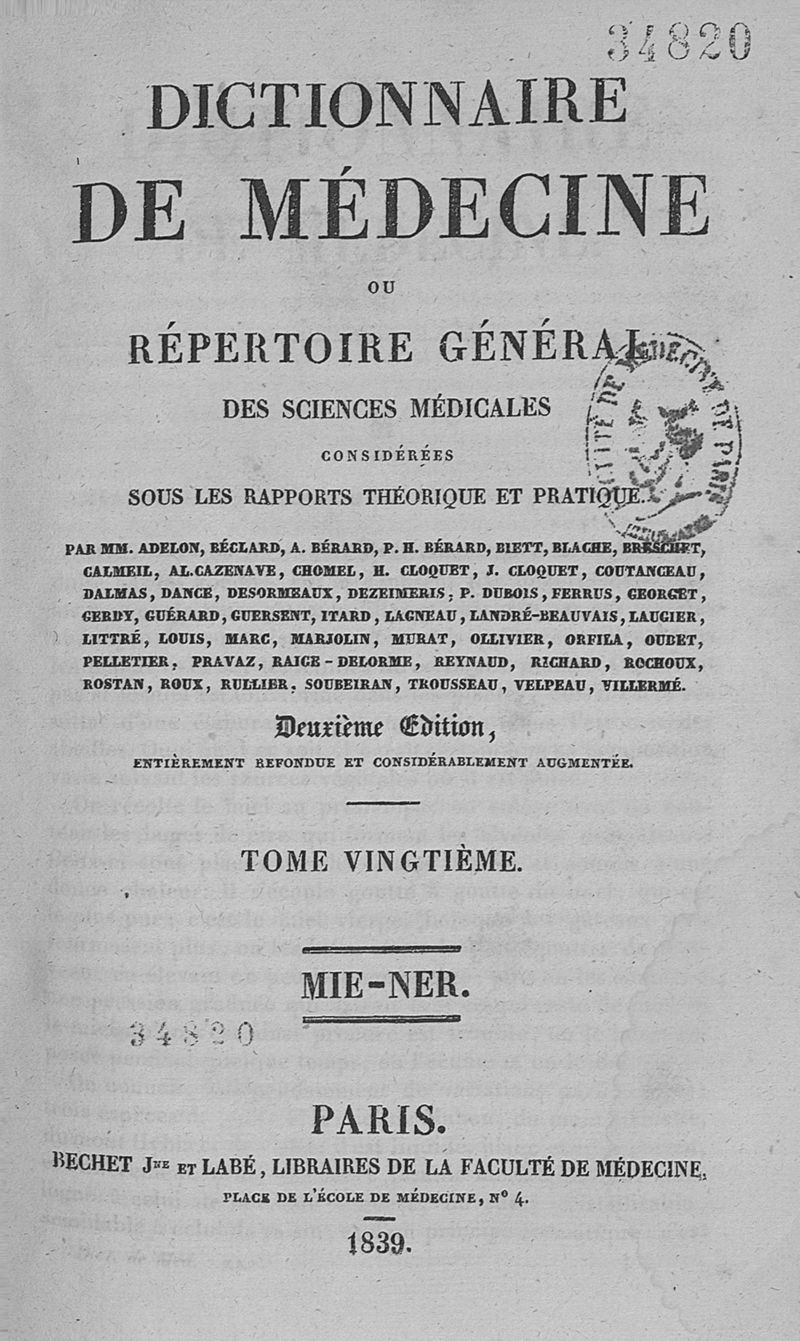 34820
DICTIONNAIRE
DE MÉDECINE
OU
RÉPERTOIRE GÉNÉRAL
DES SCIENCES MÉDICALES
CONSIDÉRÉES
SOUS LES RAPPORTS THÉORIQUE ET PRATIQUE.
PAR MM. ADELON, BÉCLARD, A. BÉRARD, P. H. BÉRARD, BIETT, BLACHE, BRESCHET,
CALMEIL, AL. CAZENAVE, CHOMEL, H. CLOQUET, J. CLOQUET, COUTANCEAU,
DALMAS, DANCE, DESORMEAUX, DEZEIMERIS, P. DUBOIS, FERRUS, GEORGET,
GERDY, GUÉRARD, GUERSENT, ITARD, LAGNEAU, LANDRÉ-BEAUVAIS, LAUGIER,
LITTRÉ, LOUIS, MARC, MARJOLIN, MURAT, OLLIVIER, ORFILA, OUDET,
PELLETIER, PRAVAZ, RAIGE-DELORME, REYNAUD, RICHARD, ROCHOUX,
ROSTAN, ROUX, RULLIER, SOUBEIRAN, TROUSSEAU, VELPEAU, VILLERMÉ.
Deuxième Edition,
ENTIÈREMENT REFONDUE ET CONSIDÉRABLEMENT AUGMENTÉE.
TOME VINGTIÈME.
MIE-NER.
34820
PARIS.
BECHET JNE ET LABÉ, LIBRAIRES DE LA FACULTÉ DE MÉDECINE,
PLACE DE L'ÉCOLE DE MÉDECINE, Nº 4.
1839.